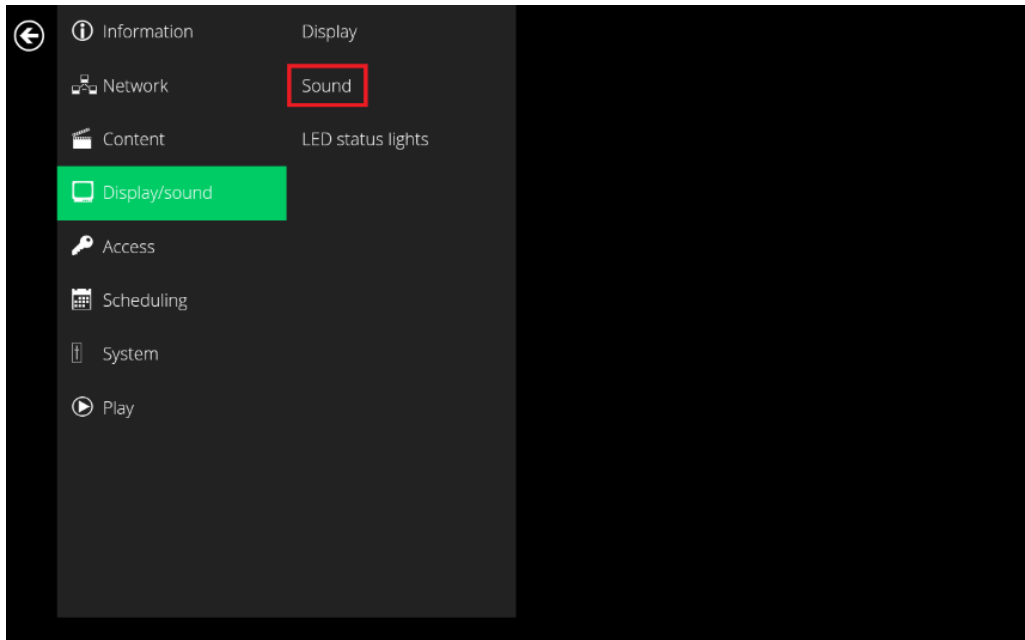 Information
Network
Content
Display/sound
Access
Scheduling
System
Play
Display
Sound
LED status lights